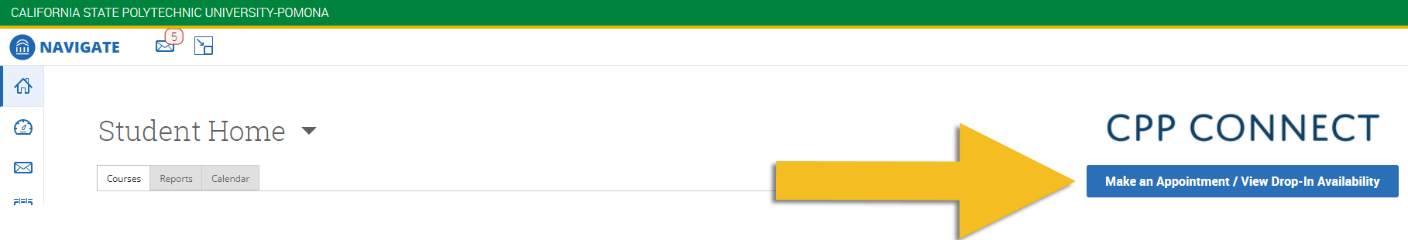 CALIFORNIA STATE POLYTECHNIC UNIVERSITY-POMONA
NAVIGATE
5
Student Home
CPP CONNECT
Courses Reports Calendar
Make an Appointment / View Drop-In Availability